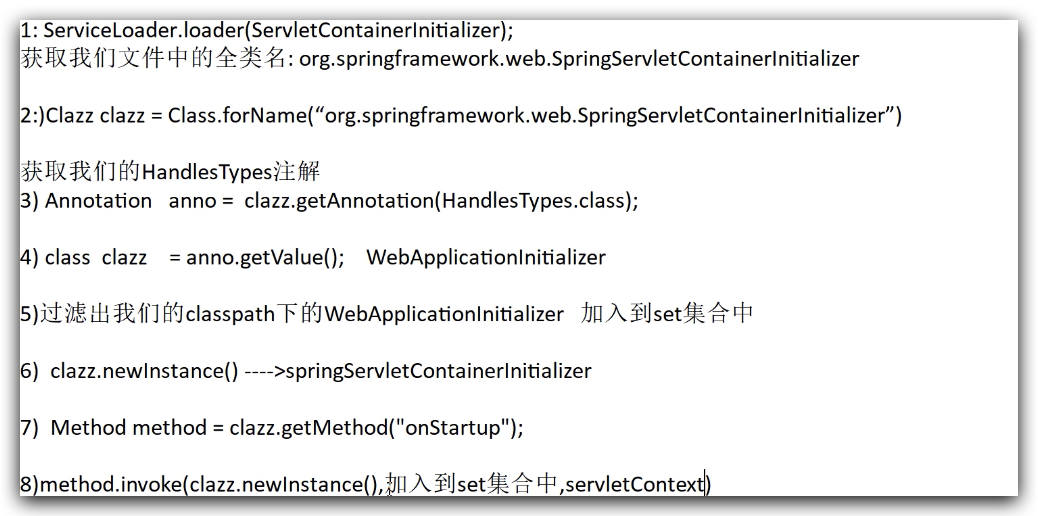 1: ServiceLoader.loader(ServletContainerInitializer);
获取我们文件中的全类名: org.springframework.web.SpringServletContainerInitializer
2:)Clazz clazz = Class.forName(“org.springframework.web.SpringServletContainerInitializer”)
获取我们的HandlesTypes注解
3) Annotation   anno =  clazz.getAnnotation(HandlesTypes.class);
4) class  clazz    = anno.getValue();    WebApplicationInitializer
5)过滤出我们的classpath下的WebApplicationInitializer   加入到set集合中
6)  clazz.newInstance() ---->springServletContainerInitializer
7)  Method method = clazz.getMethod("onStartup");
8)method.invoke(clazz.newInstance(),加入到set集合中,servletContext)